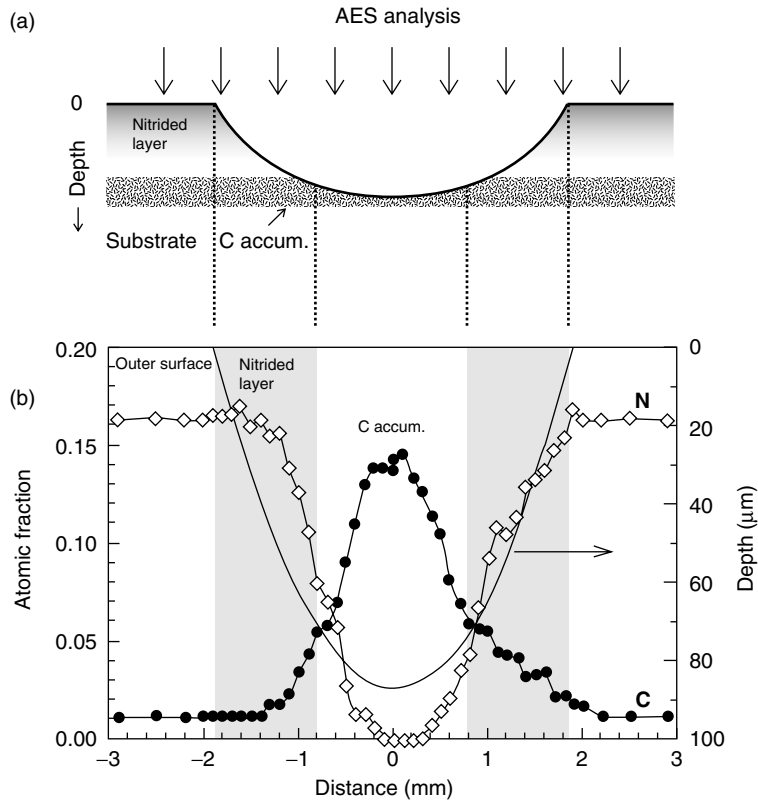 (a)
AES analysis
0
Depth
Nitrided
layer
Substrate
C accum.
(b)
0.20
0.15
0.10
0.05
0.00
Atomic fraction
Outer surface
Nitrided
layer
C accum.
N
C
0
20
40
60
80
100
Depth (μm)
−3
−2
−1
0
1
2
3
Distance (mm)